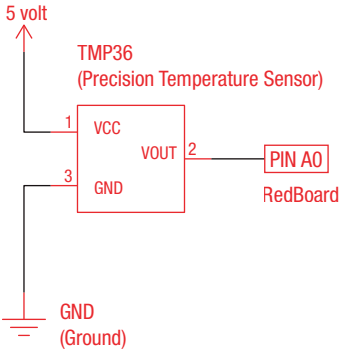 5 volt
TMP36
(Precision Temperature Sensor)
1
VCC
VOUT
2
PIN A0
3
GND
RedBoard
GND
(Ground)